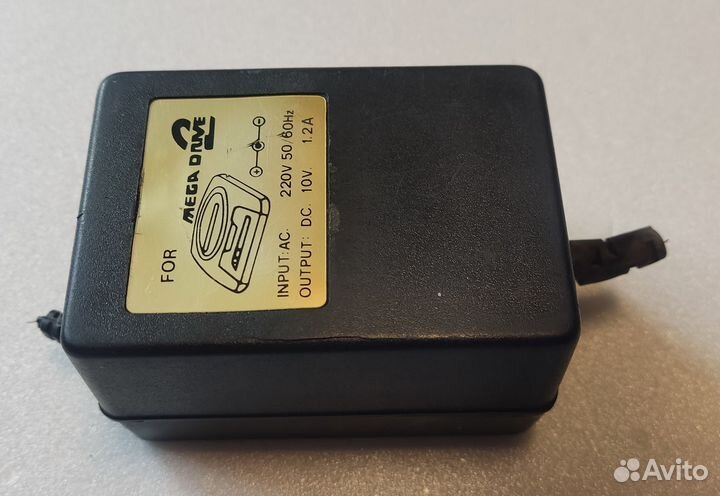 FOR MEGA DRIVE 2
INPUT:AC. 220V 50/60Hz
OUTPUT: DC. 10V. 1.2A
Avito